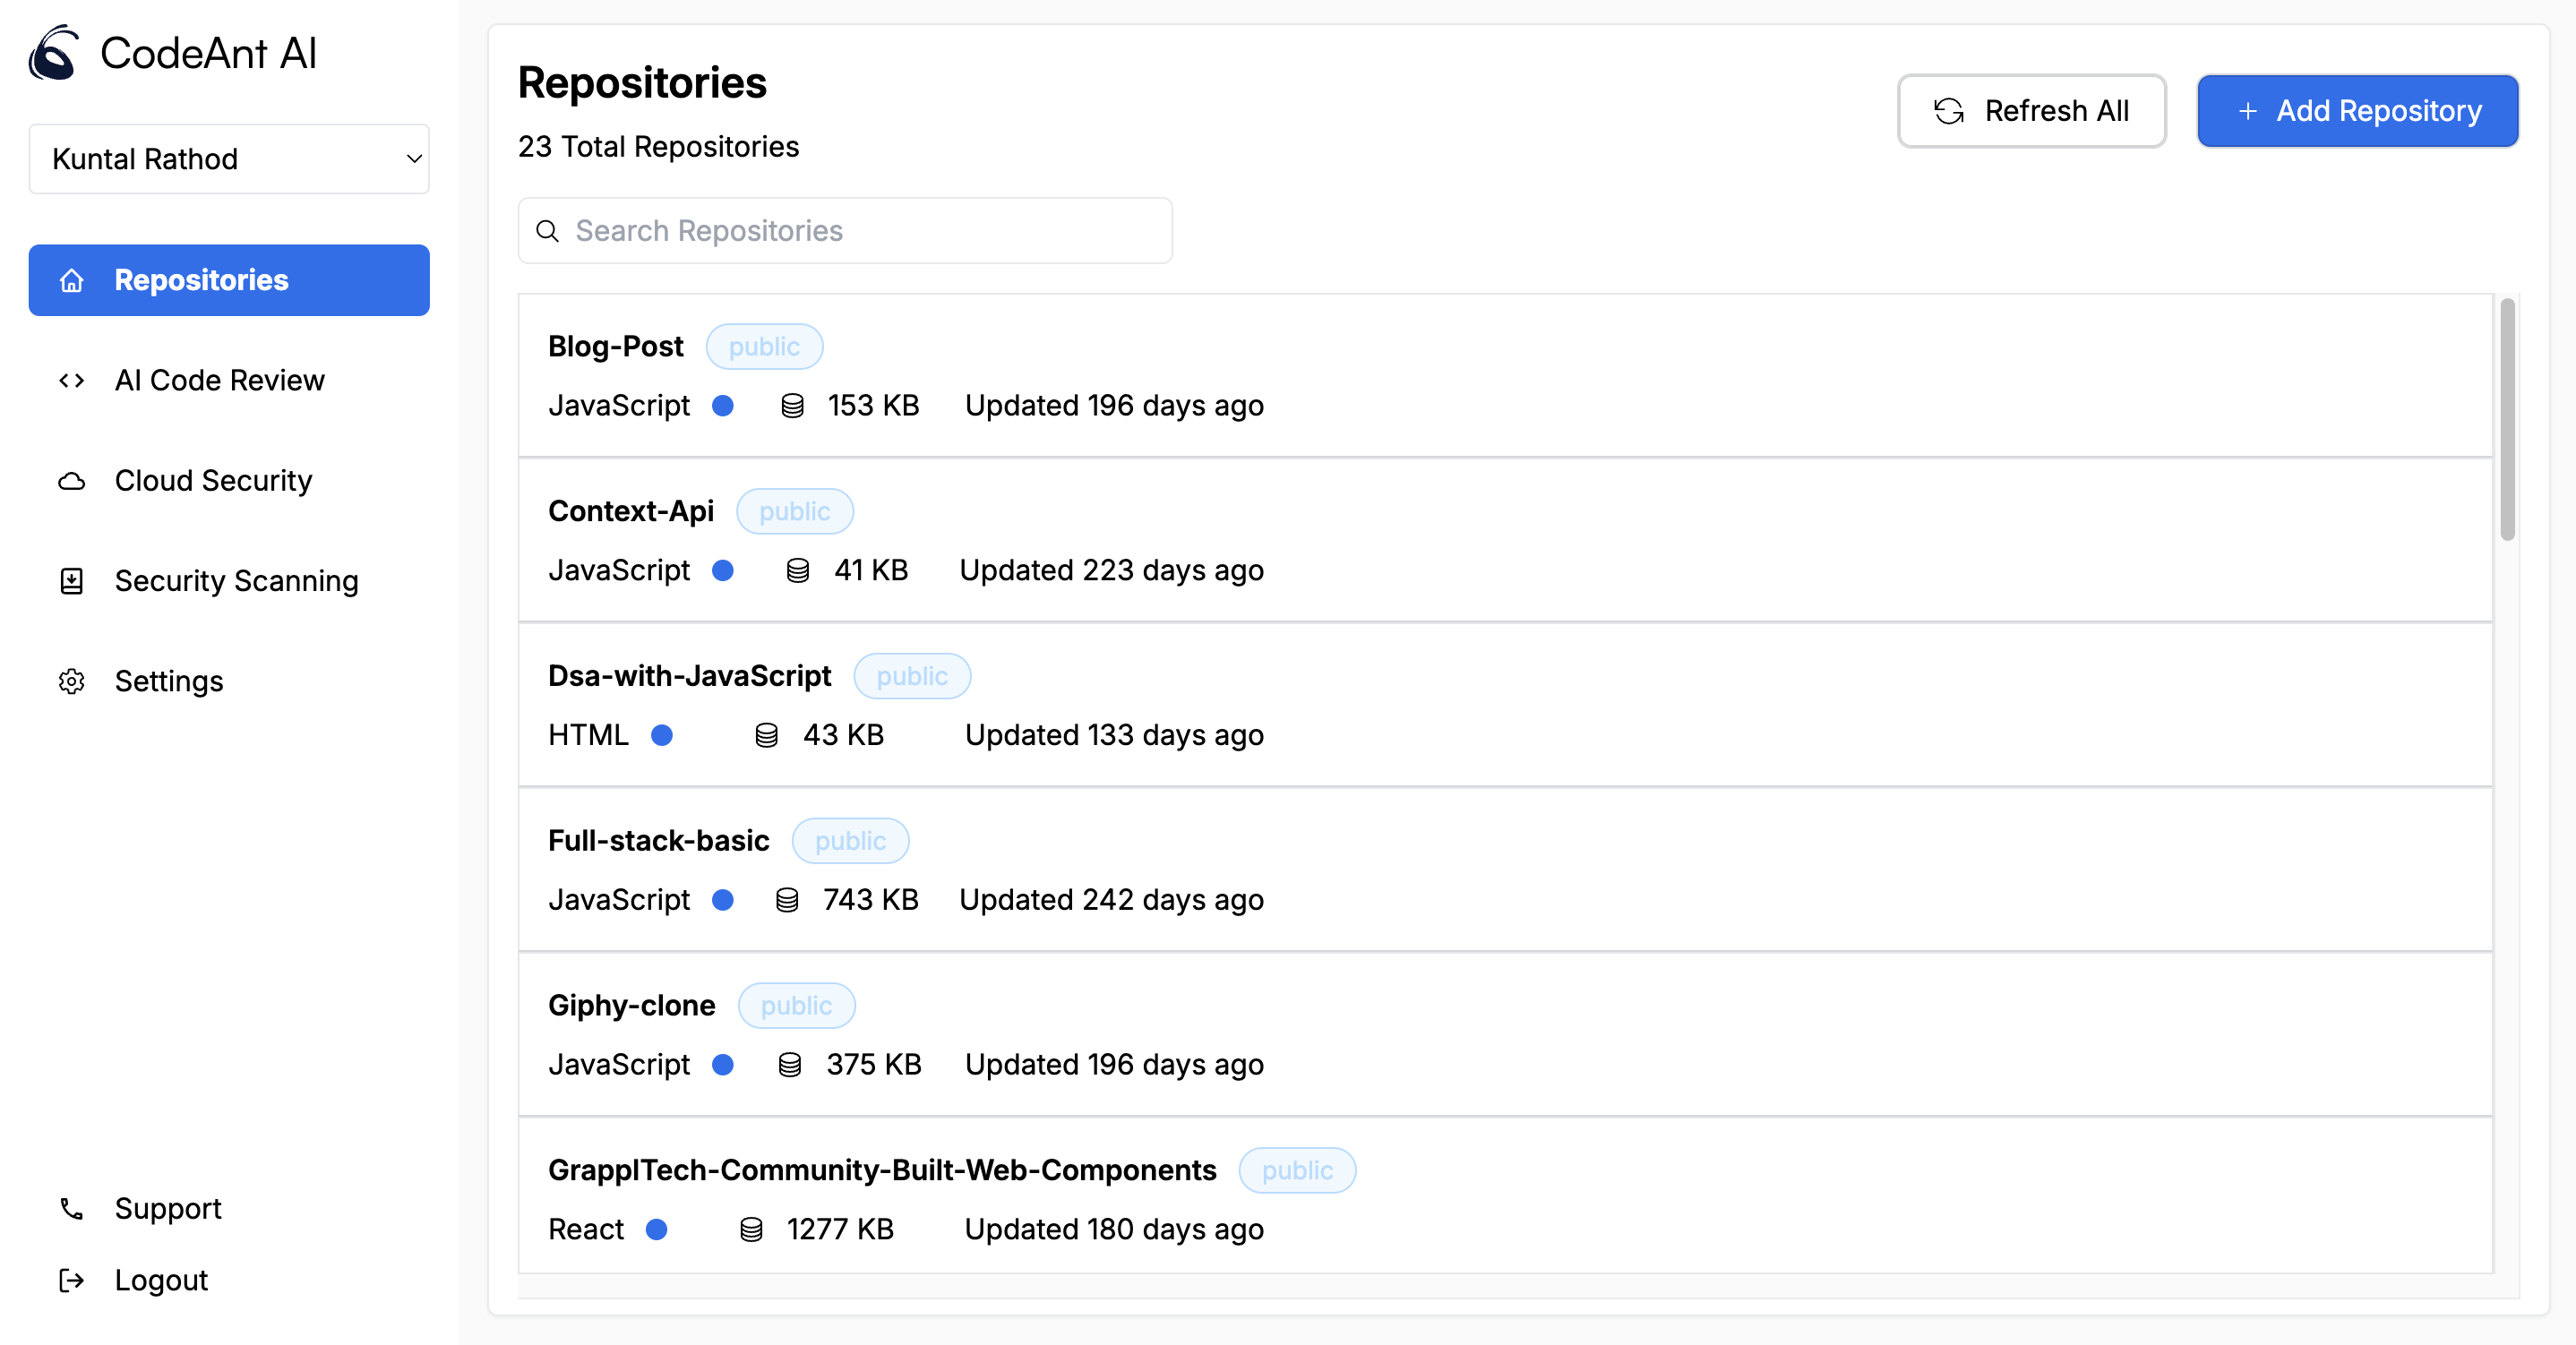 CodeAnt AI
Kuntal Rathod
Repositories
AI Code Review
Cloud Security
Security Scanning
Settings
Support
Logout
Repositories
23 Total Repositories
Refresh All
Add Repository
Search Repositories
Blog-Post public
JavaScript 153 KB Updated 196 days ago
Context-Api public
JavaScript 41 KB Updated 223 days ago
Dsa-with-JavaScript public
HTML 43 KB Updated 133 days ago
Full-stack-basic public
JavaScript 743 KB Updated 242 days ago
Giphy-clone public
JavaScript 375 KB Updated 196 days ago
GrapplTech-Community-Built-Web-Components public
React 1277 KB Updated 180 days ago